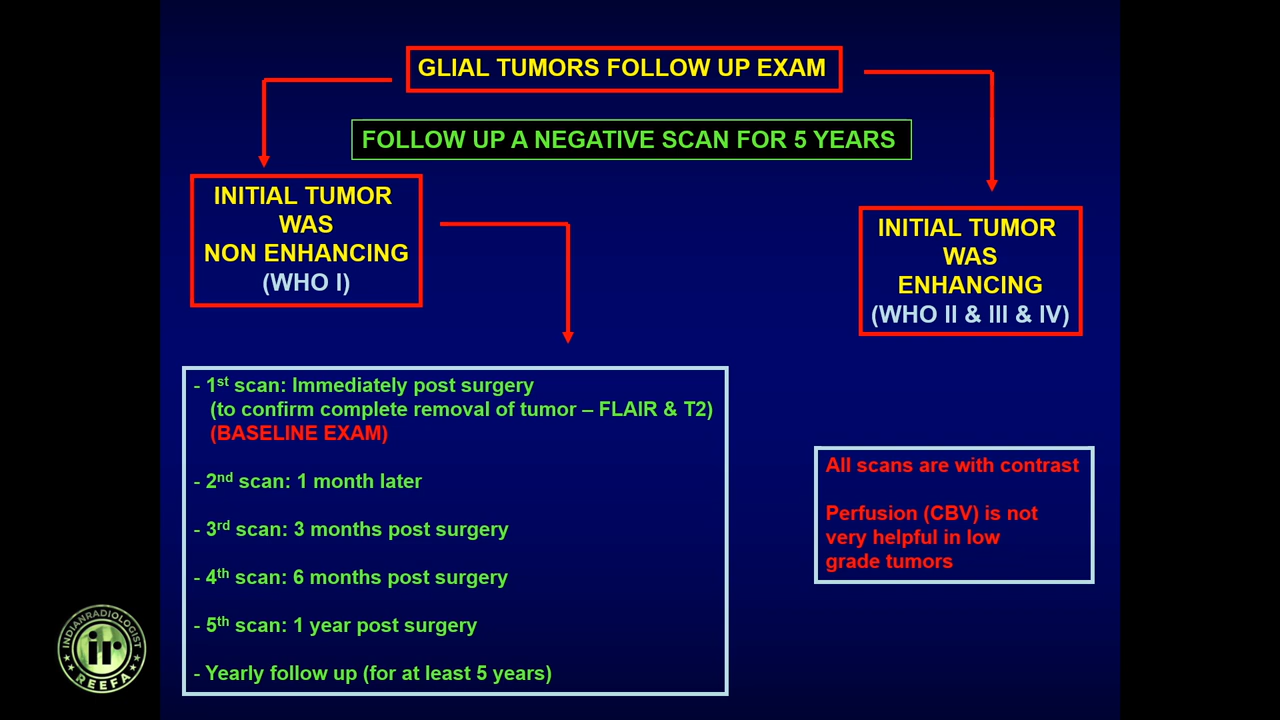 GLIAL TUMORS FOLLOW UP EXAM
FOLLOW UP A NEGATIVE SCAN FOR 5 YEARS
INITIAL TUMOR
WAS
NON ENHANCING
(WHO I)
INITIAL TUMOR
WAS
ENHANCING
(WHO II & III & IV)
- 1st scan: Immediately post surgery
(to confirm complete removal of tumor – FLAIR & T2)
(BASELINE EXAM)
- 2nd scan: 1 month later
- 3rd scan: 3 months post surgery
- 4th scan: 6 months post surgery
- 5th scan: 1 year post surgery
- Yearly follow up (for at least 5 years)
All scans are with contrast
Perfusion (CBV) is not
very helpful in low
grade tumors
INDIANRADIOLOGIST
ir
REEFA